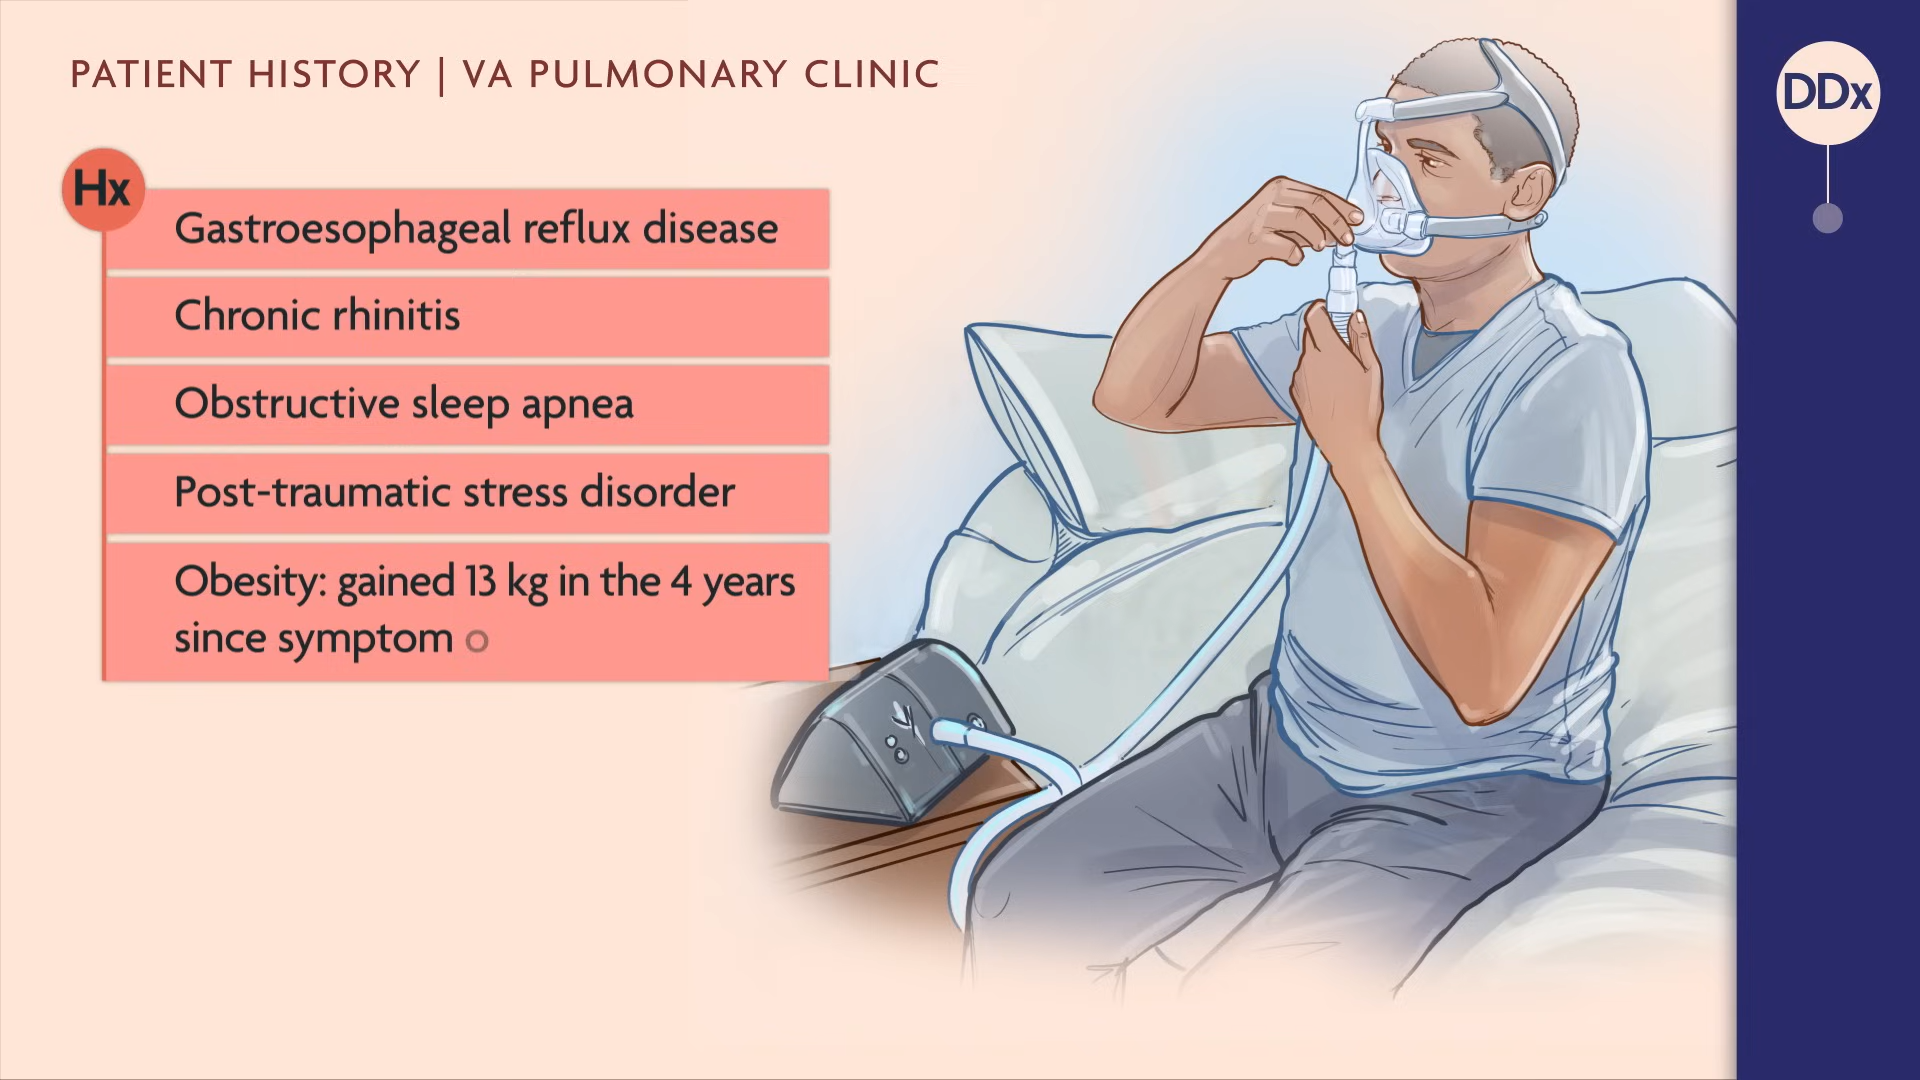 PATIENT HISTORY | VA PULMONARY CLINIC
DDx
Hx
Gastroesophageal reflux disease
Chronic rhinitis
Obstructive sleep apnea
Post-traumatic stress disorder
Obesity: gained 13 kg in the 4 years
since symptom o